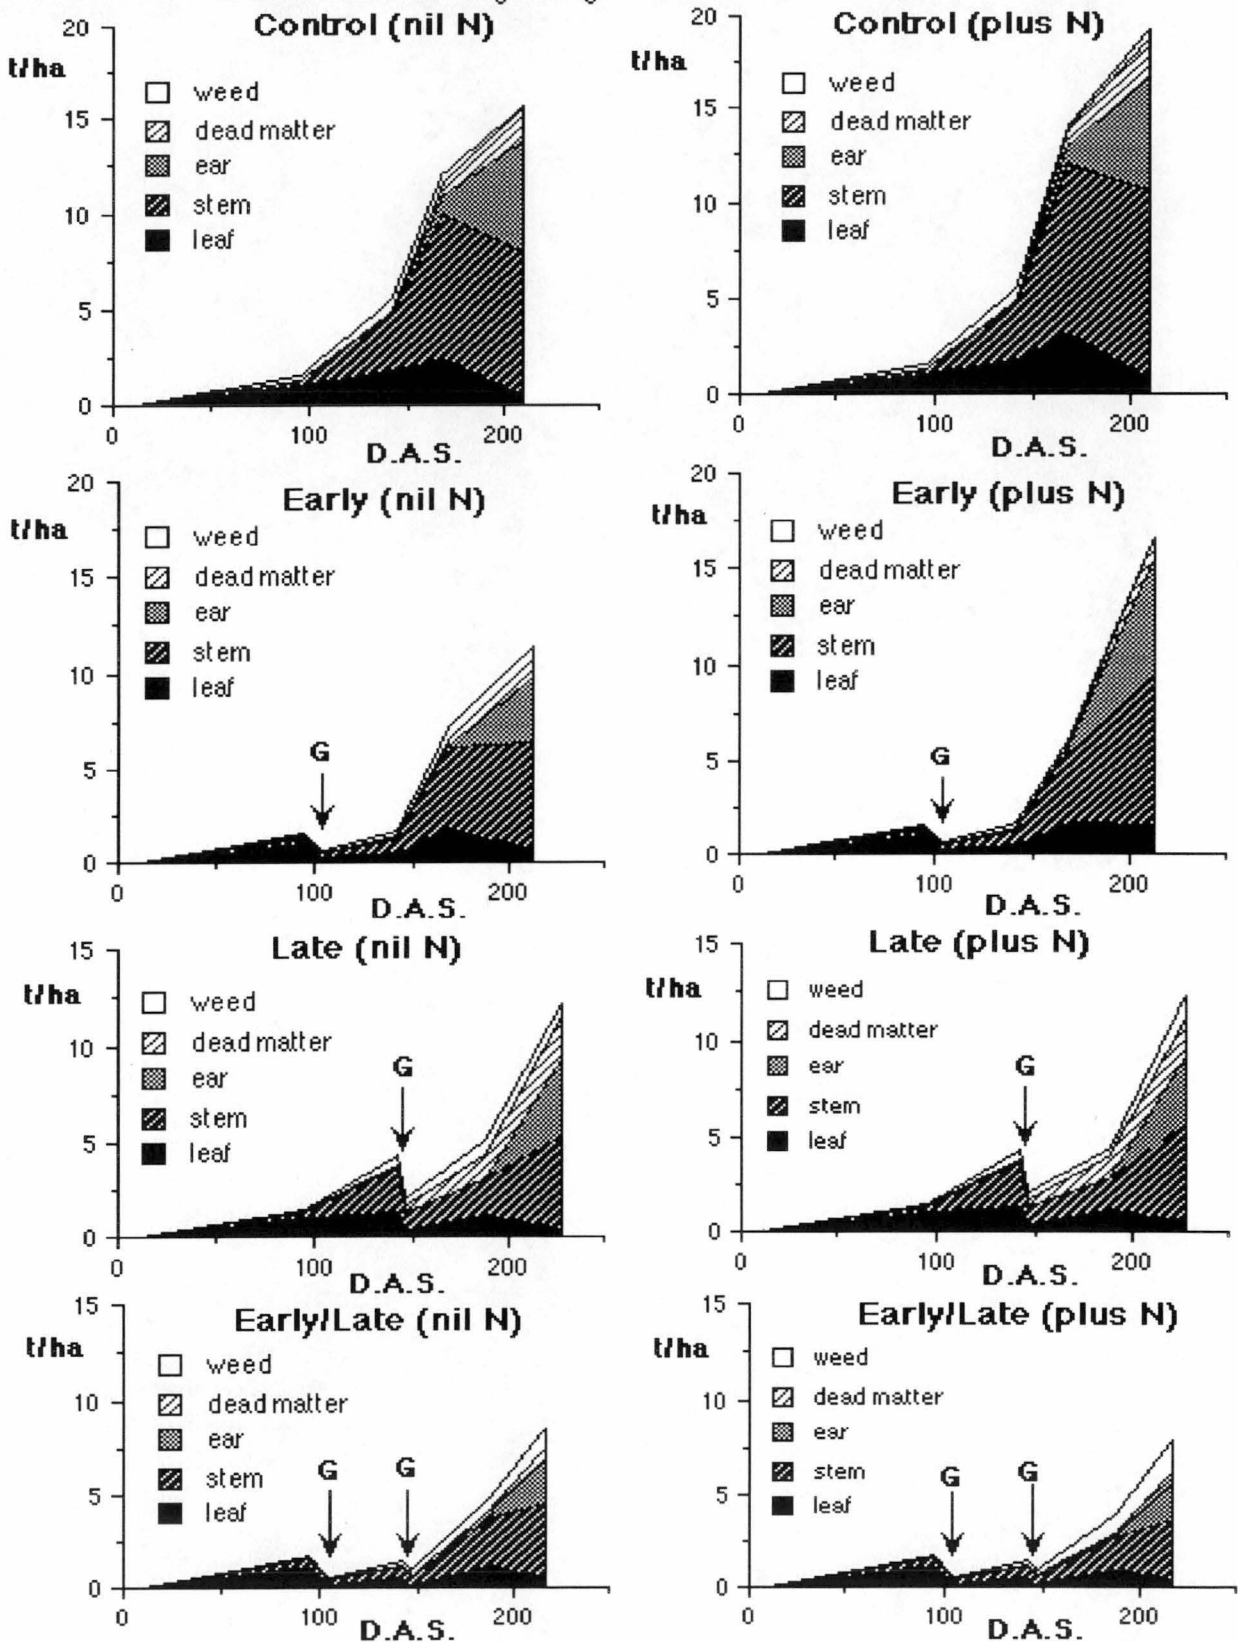 Control (nil N)
20
t/ha
15
10
5
0
weed
dead matter
ear
stem
leaf
0 100 200
D.A.S.
Control (plus N)
20
t/ha
15
10
5
0
weed
dead matter
ear
stem
leaf
0 100 200
D.A.S.
Early (nil N)
20
t/ha
15
10
5
0
weed
dead matter
ear
stem
leaf
G
0 100 200
D.A.S.
Early (plus N)
20
t/ha
15
10
5
0
weed
dead matter
ear
stem
leaf
G
0 100 200
D.A.S.
Late (nil N)
15
t/ha
10
5
0
weed
dead matter
ear
stem
leaf
G
0 100 200
D.A.S.
Late (plus N)
15
t/ha
10
5
0
weed
dead matter
ear
stem
leaf
G
0 100 200
D.A.S.
Early/Late (nil N)
15
t/ha
10
5
0
weed
dead matter
ear
stem
leaf
G G
0 100 200
D.A.S.
Early/Late (plus N)
15
t/ha
10
5
0
weed
dead matter
ear
stem
leaf
G G
0 100 200
D.A.S.